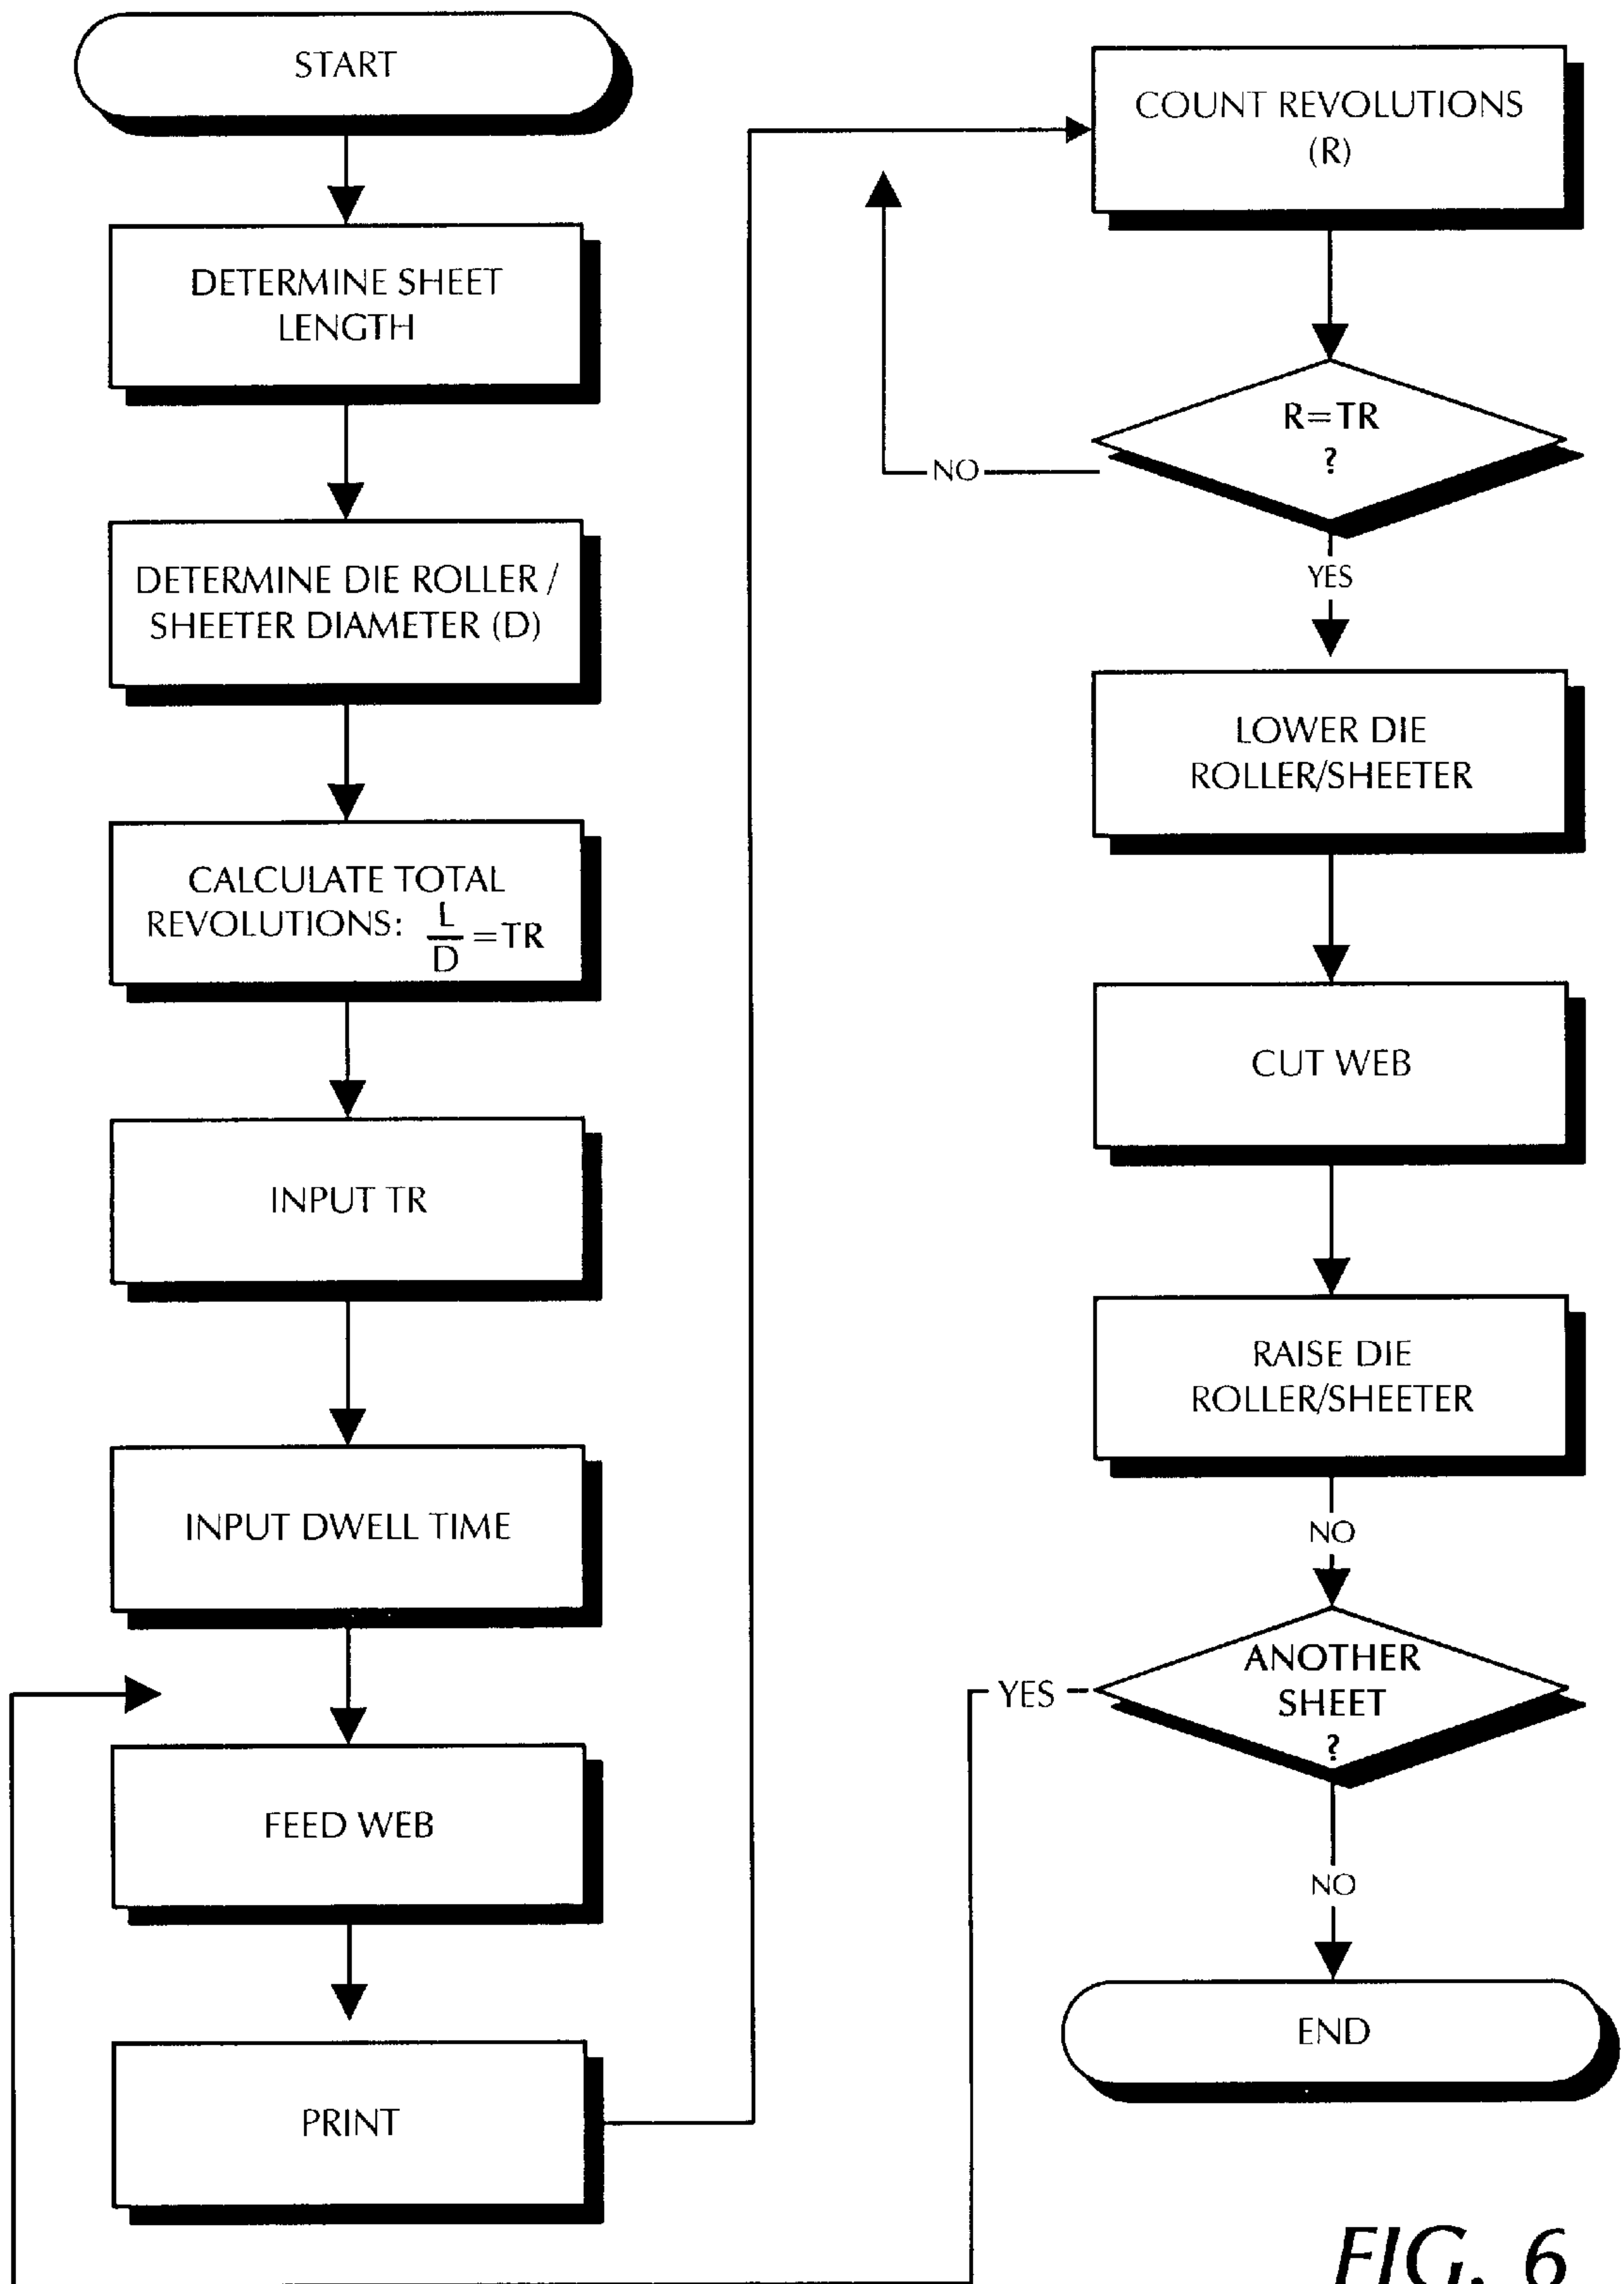 START
DETERMINE SHEET
LENGTH
DETERMINE DIE ROLLER /
SHEETER DIAMETER (D)
CALCULATE TOTAL
REVOLUTIONS: L/D =TR
INPUT TR
INPUT DWELL TIME
FEED WEB
PRINT
COUNT REVOLUTIONS
(R)
R=TR
?
NO
YES
LOWER DIE
ROLLER/SHEETER
CUT WEB
RAISE DIE
ROLLER/SHEETER
NO
ANOTHER
SHEET
?
YES
NO
END
FIG. 6